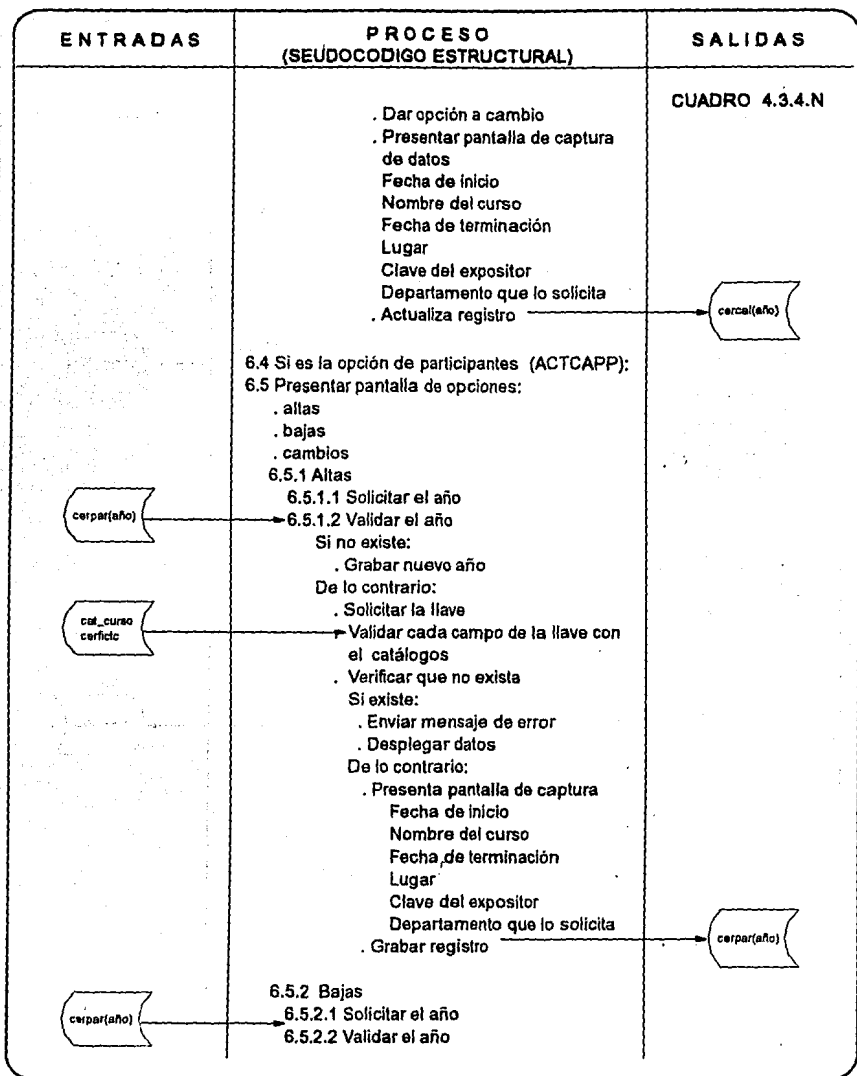 ENTRADAS
PROCESO
(SEUDOCODIGO ESTRUCTURAL)
SALIDAS
CUADRO 4.3.4.N
. Dar opción a cambio
. Presentar pantalla de captura
de datos
Fecha de inicio
Nombre del curso
Fecha de terminación
Lugar
Clave del expositor
Departamento que lo solicita
. Actualiza registro
cercal(año)
6.4 Si es la opción de participantes (ACTCAPP):
6.5 Presentar pantalla de opciones:
. altas
. bajas
. cambios
6.5.1 Altas
6.5.1.1 Solicitar el año
cerpar(año)
6.5.1.2 Validar el año
Si no existe:
. Grabar nuevo año
De lo contrario:
. Solicitar la llave
cat_curso
cerfictc
Validar cada campo de la llave con
el catálogos
. Verificar que no exista
Si existe:
. Enviar mensaje de error
. Desplegar datos
De lo contrario:
. Presenta pantalla de captura
Fecha de inicio
Nombre del curso
Fecha de terminación
Lugar
Clave del expositor
Departamento que lo solicita
. Grabar registro
cerpar(año)
6.5.2 Bajas
cerpar(año)
6.5.2.1 Solicitar el año
6.5.2.2 Validar el año